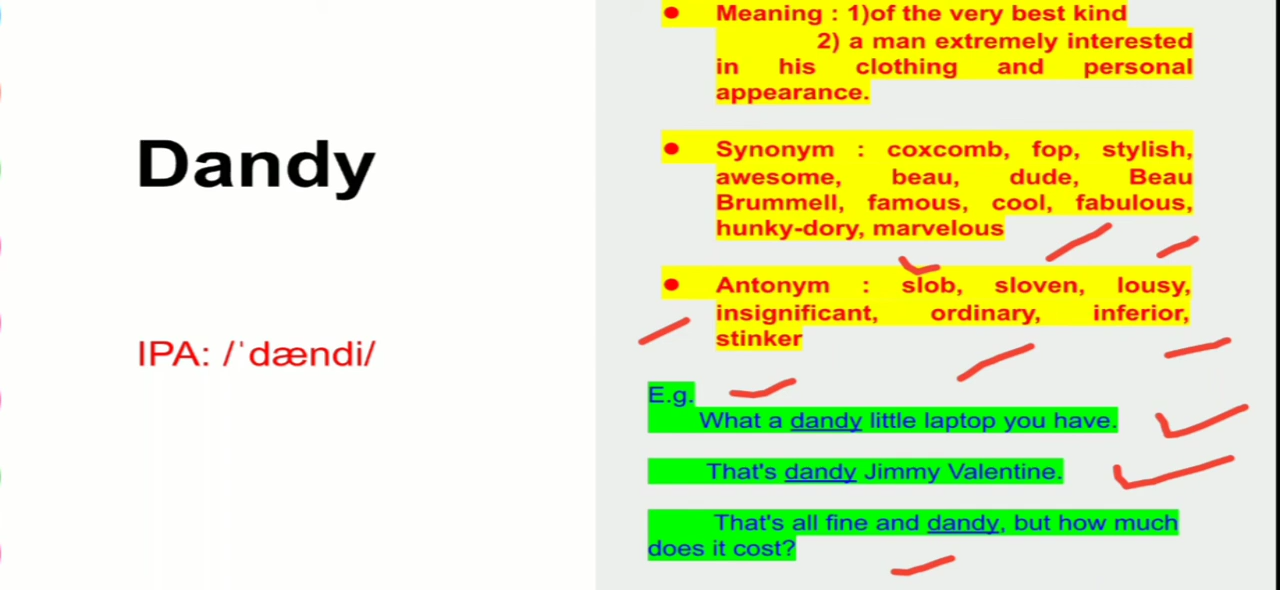 Dandy
IPA: /ˈdændi/
● Meaning : 1)of the very best kind
2) a man extremely interested
in his clothing and personal
appearance.
● Synonym : coxcomb, fop, stylish,
awesome, beau, dude, Beau
Brummell, famous, cool, fabulous,
hunky-dory, marvelous
● Antonym : slob, sloven, lousy,
insignificant, ordinary, inferior,
stinker
E.g.
What a dandy little laptop you have.
That's dandy Jimmy Valentine.
That's all fine and dandy, but how much
does it cost?